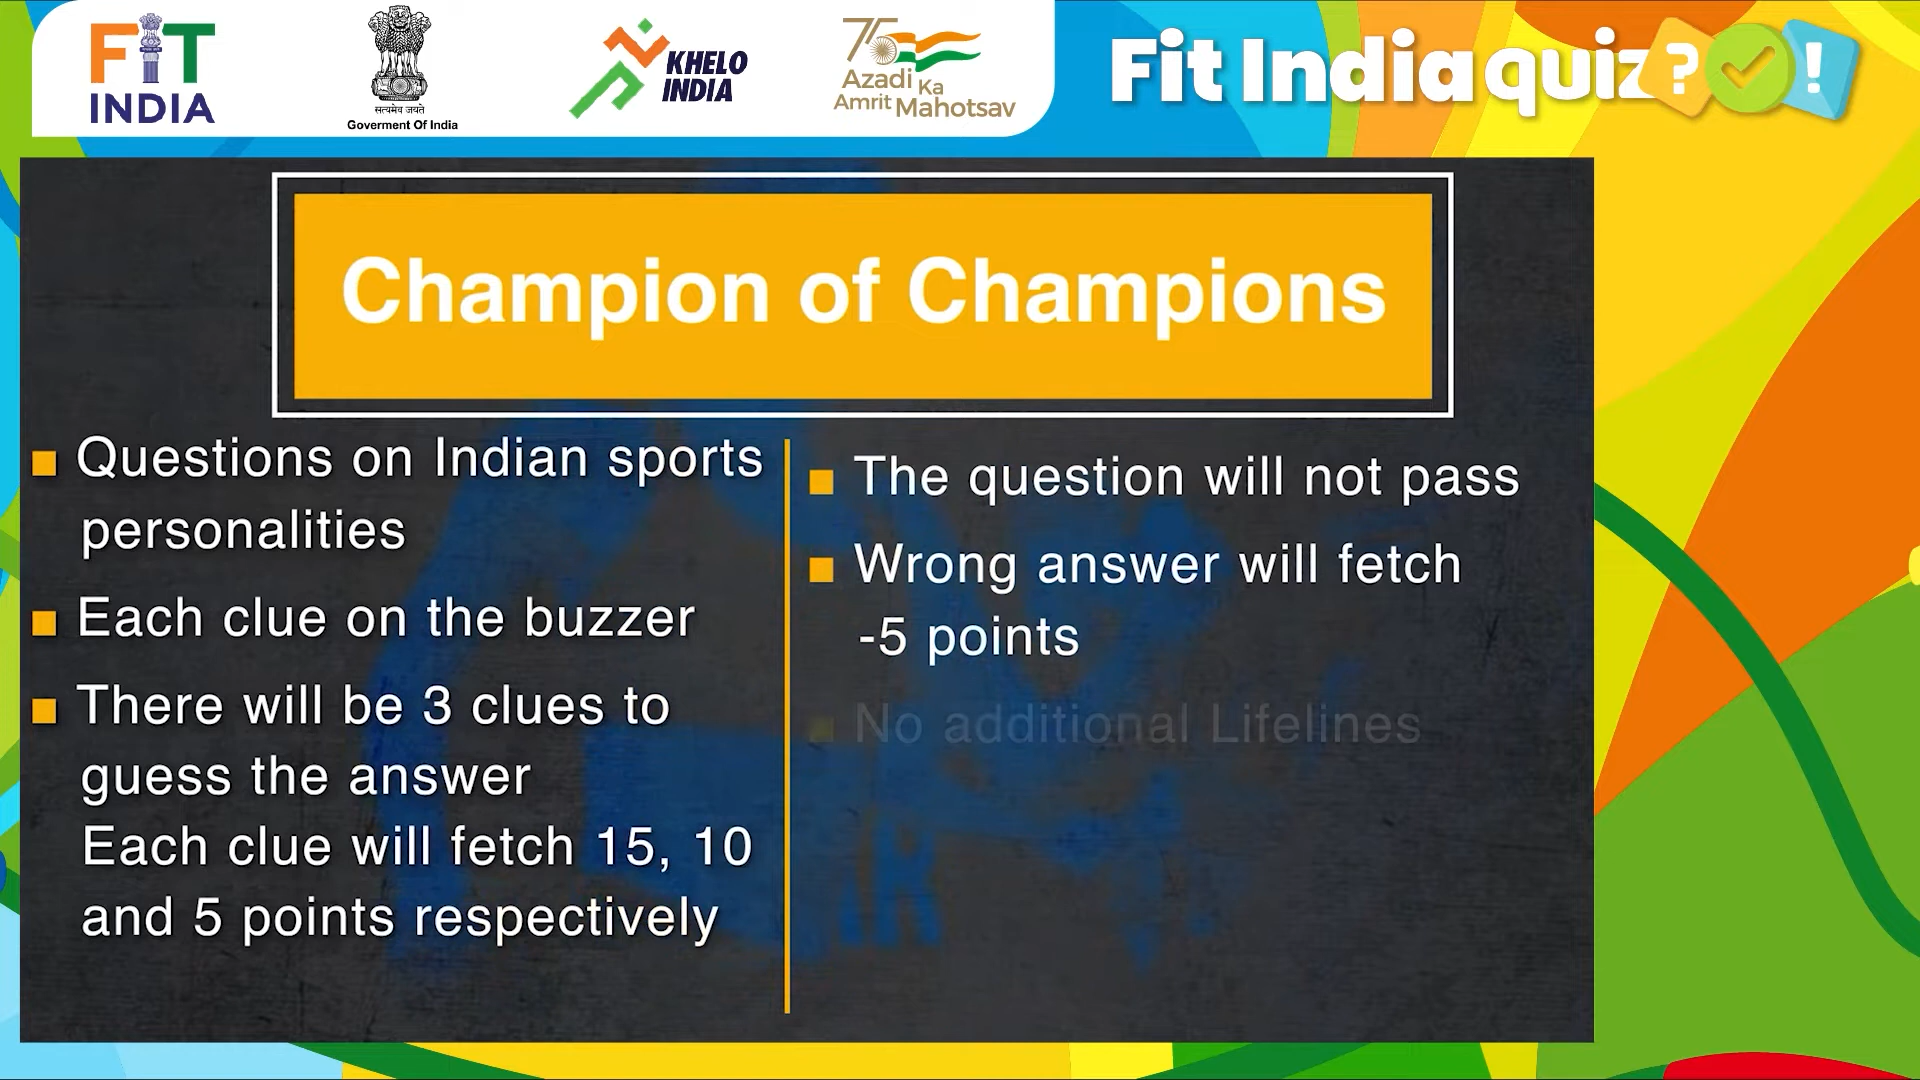 FIT
INDIA
सत्यमेव जयते
Goverment Of India
KHELO
INDIA
75
Azadi Ka
Amrit Mahotsav
Fit India quiz ?!
Champion of Champions
Questions on Indian sports
personalities
Each clue on the buzzer
There will be 3 clues to
guess the answer
Each clue will fetch 15, 10
and 5 points respectively
The question will not pass
Wrong answer will fetch
-5 points
No additional Lifelines